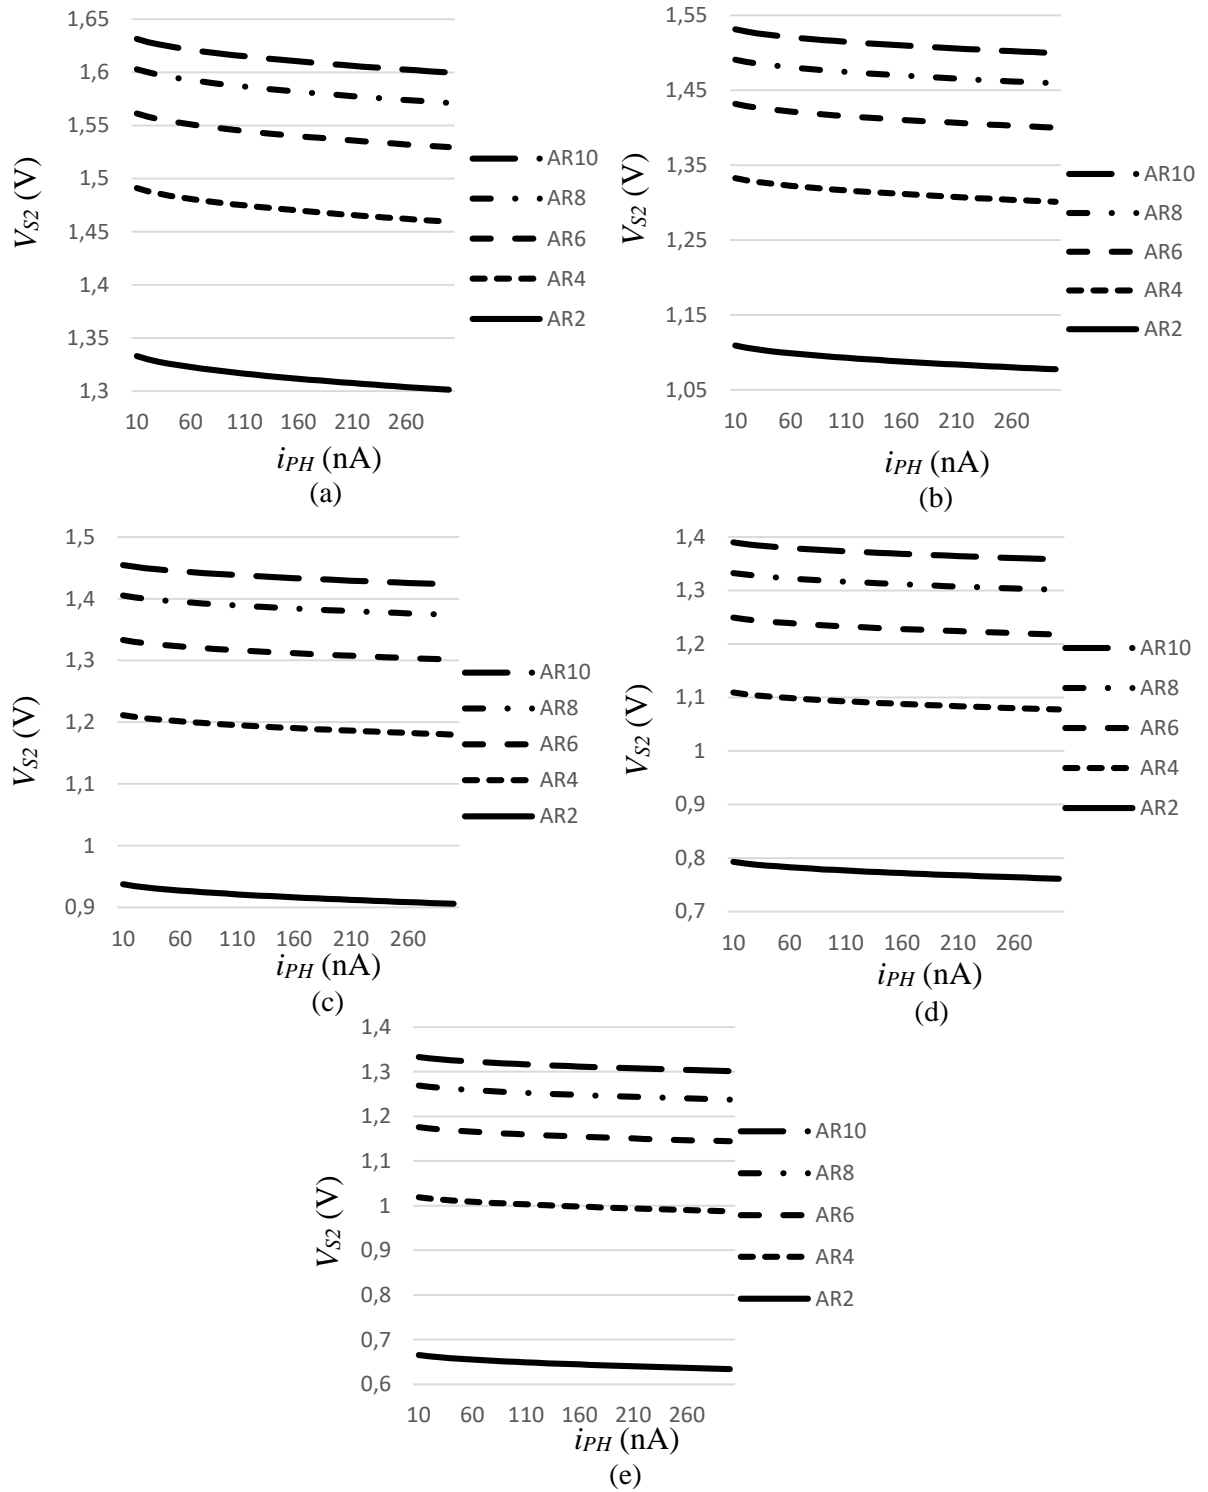 1,65
1,6
1,55
1,5
1,45
1,4
1,35
1,3
VS2 (V)
10 60 110 160 210 260
iPH (nA)
AR10
AR8
AR6
AR4
AR2
(a)
1,55
1,45
1,35
1,25
1,15
1,05
VS2 (V)
10 60 110 160 210 260
iPH (nA)
AR10
AR8
AR6
AR4
AR2
(b)
1,5
1,4
1,3
1,2
1,1
1
0,9
VS2 (V)
10 60 110 160 210 260
iPH (nA)
AR10
AR8
AR6
AR4
AR2
(c)
1,4
1,3
1,2
1,1
1
0,9
0,8
0,7
VS2 (V)
10 60 110 160 210 260
iPH (nA)
AR10
AR8
AR6
AR4
AR2
(d)
1,4
1,3
1,2
1,1
1
0,9
0,8
0,7
0,6
VS2 (V)
10 60 110 160 210 260
iPH (nA)
AR10
AR8
AR6
AR4
AR2
(e)